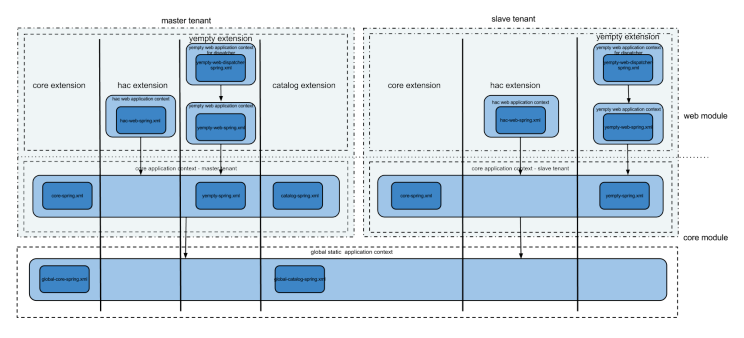 master tenant
slave tenant
yempty extension
yempty extension
yempty web application context
for dispatcher
yempty web application context
for dispatcher
yempty-web-dispatcher-
spring.xml
yempty-web-dispatcher-
spring.xml
core extension
hac extension
catalog extension
core extension
hac extension
hac web application context
yempty web application context
hac web application context
yempty web application context
hac-web-spring.xml
yempty-web-spring.xml
hac-web-spring.xml
yempty-web-spring.xml
web module
core application context - master tenant
core application context - slave tenant
core-spring.xml
yempty-spring.xml
catalog-spring.xml
core-spring.xml
yempty-spring.xml
core module
global static application context
global-core-spring.xml
global-catalog-spring.xml